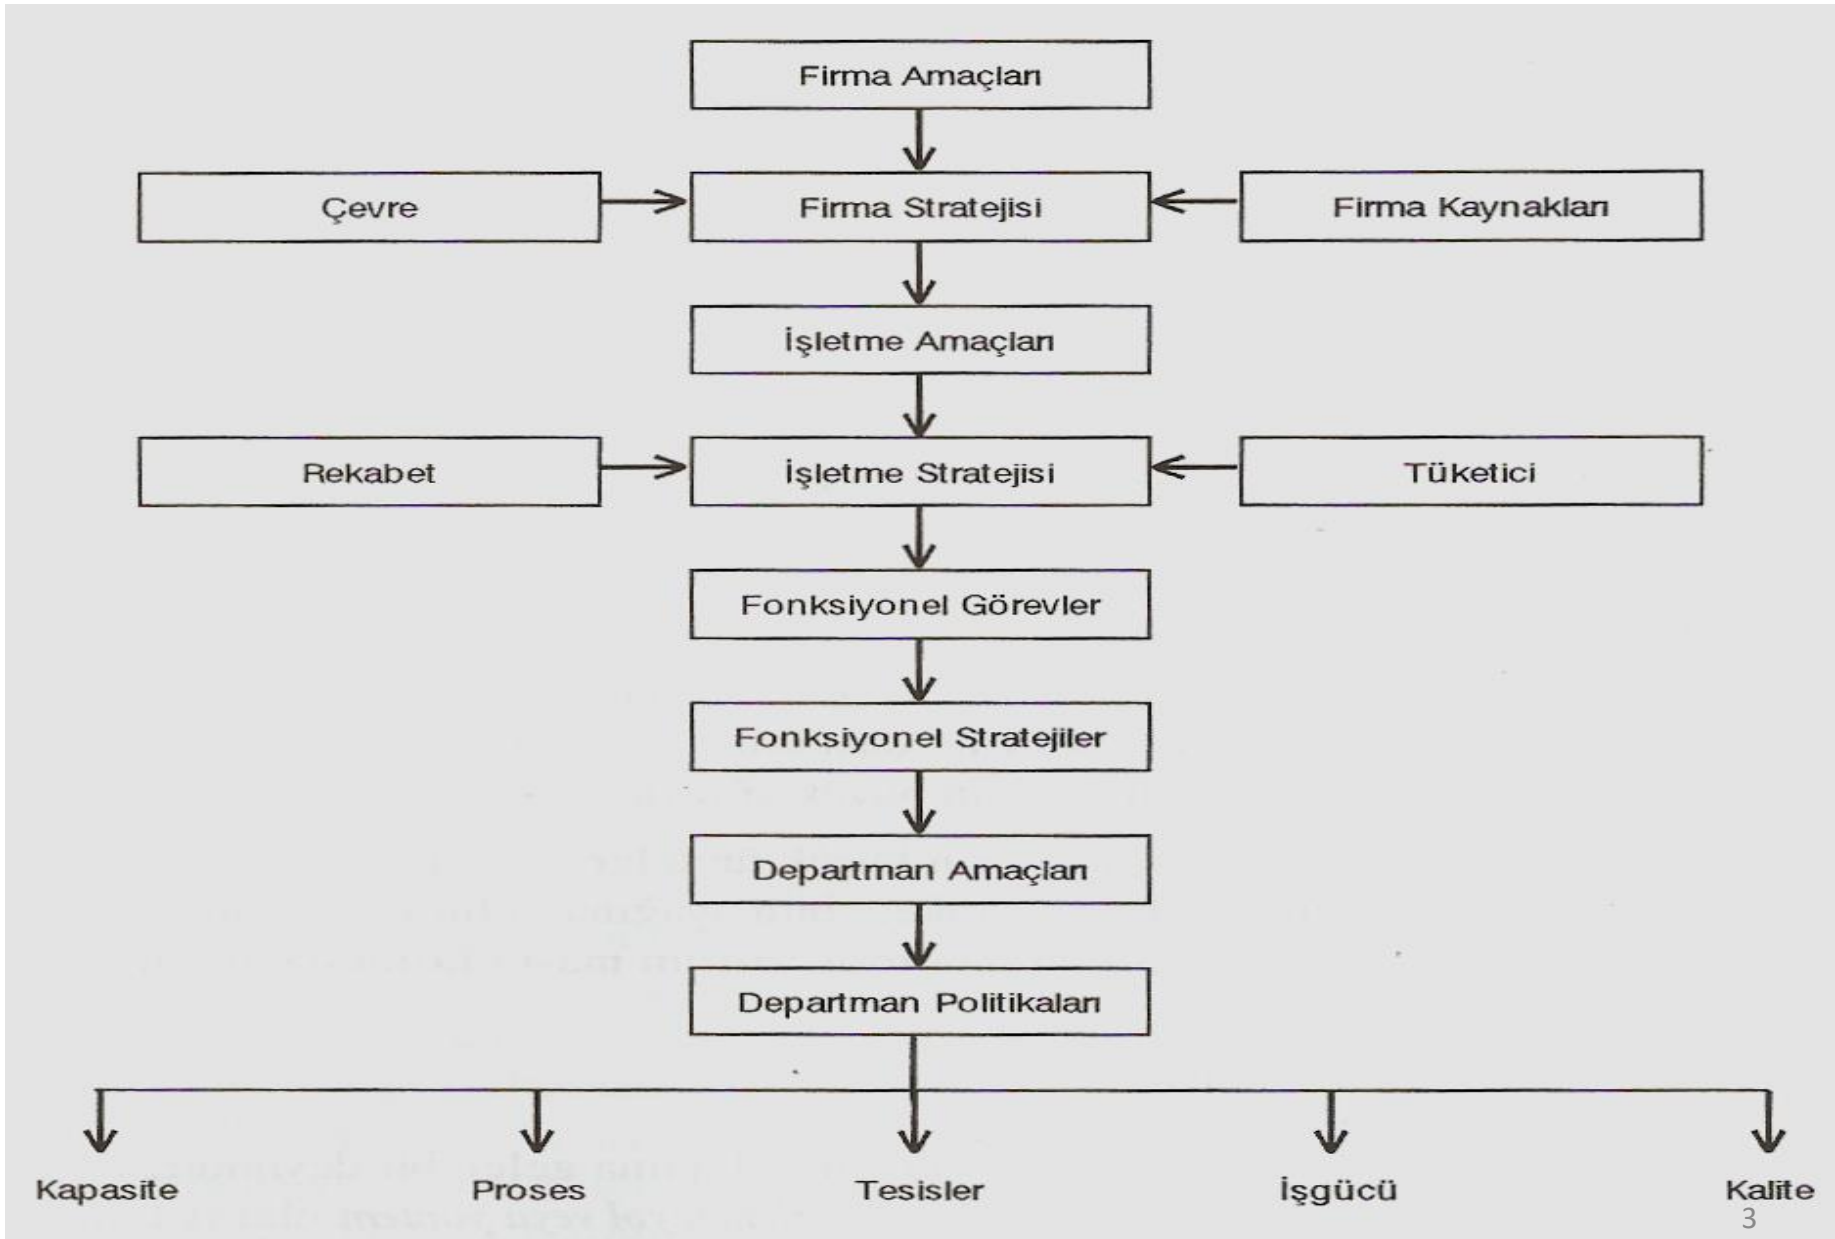 Firma Amaçları
Çevre
Firma Stratejisi
Firma Kaynakları
İşletme Amaçları
Rekabet
İşletme Stratejisi
Tüketici
Fonksiyonel Görevler
Fonksiyonel Stratejiler
Departman Amaçları
Departman Politikaları
Kapasite
Proses
Tesisler
İşgücü
Kalite
3